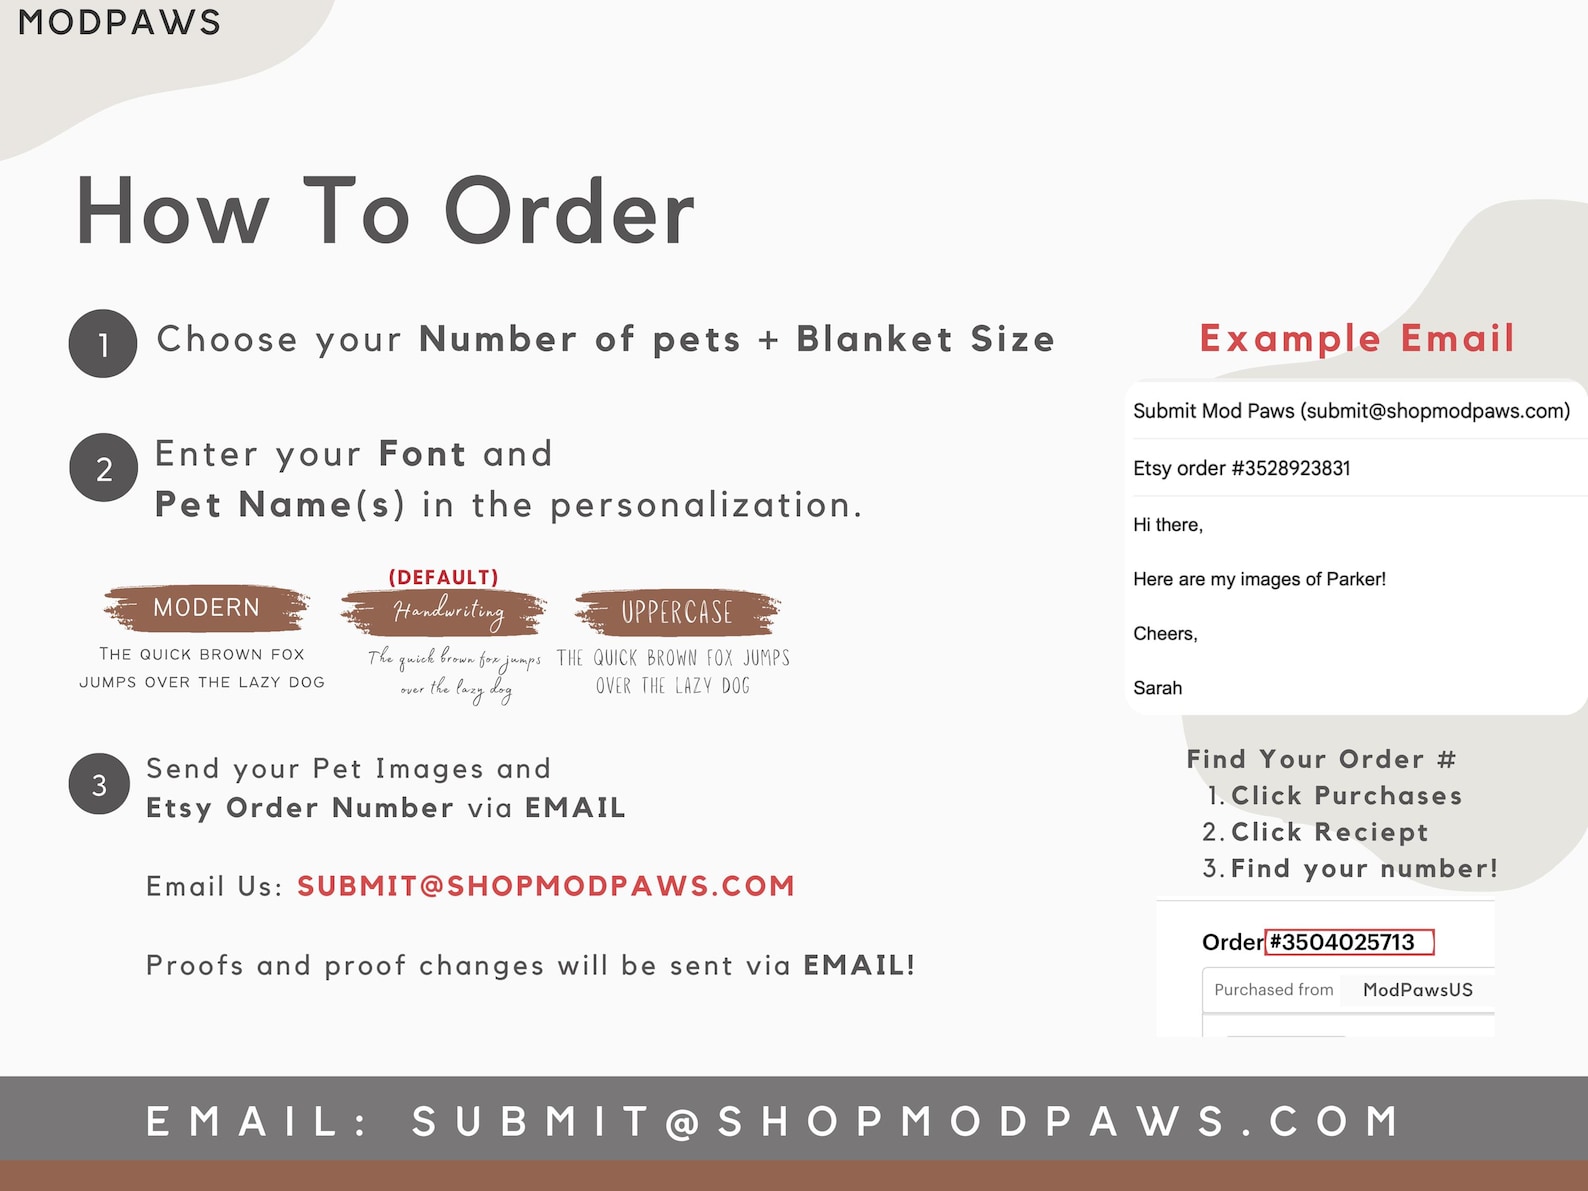 MODPAWS
How To Order
1 Choose your Number of pets + Blanket Size
2 Enter your Font and
Pet Name(s) in the personalization.
MODERN
THE QUICK BROWN FOX
JUMPS OVER THE LAZY DOG
(DEFAULT)
Handwriting
The quick brown fox jumps
over the lazy dog
UPPERCASE
THE QUICK BROWN FOX JUMPS
OVER THE LAZY DOG
3 Send your Pet Images and
Etsy Order Number via EMAIL
Email Us: SUBMIT@SHOPMODPAWS.COM
Proofs and proof changes will be sent via EMAIL!
Example Email
Submit Mod Paws (submit@shopmodpaws.com)
Etsy order #3528923831
Hi there,
Here are my images of Parker!
Cheers,
Sarah
Find Your Order #
1. Click Purchases
2. Click Reciept
3. Find your number!
Order #3504025713
Purchased from ModPawsUS
EMAIL: SUBMIT@SHOPMODPAWS.COM